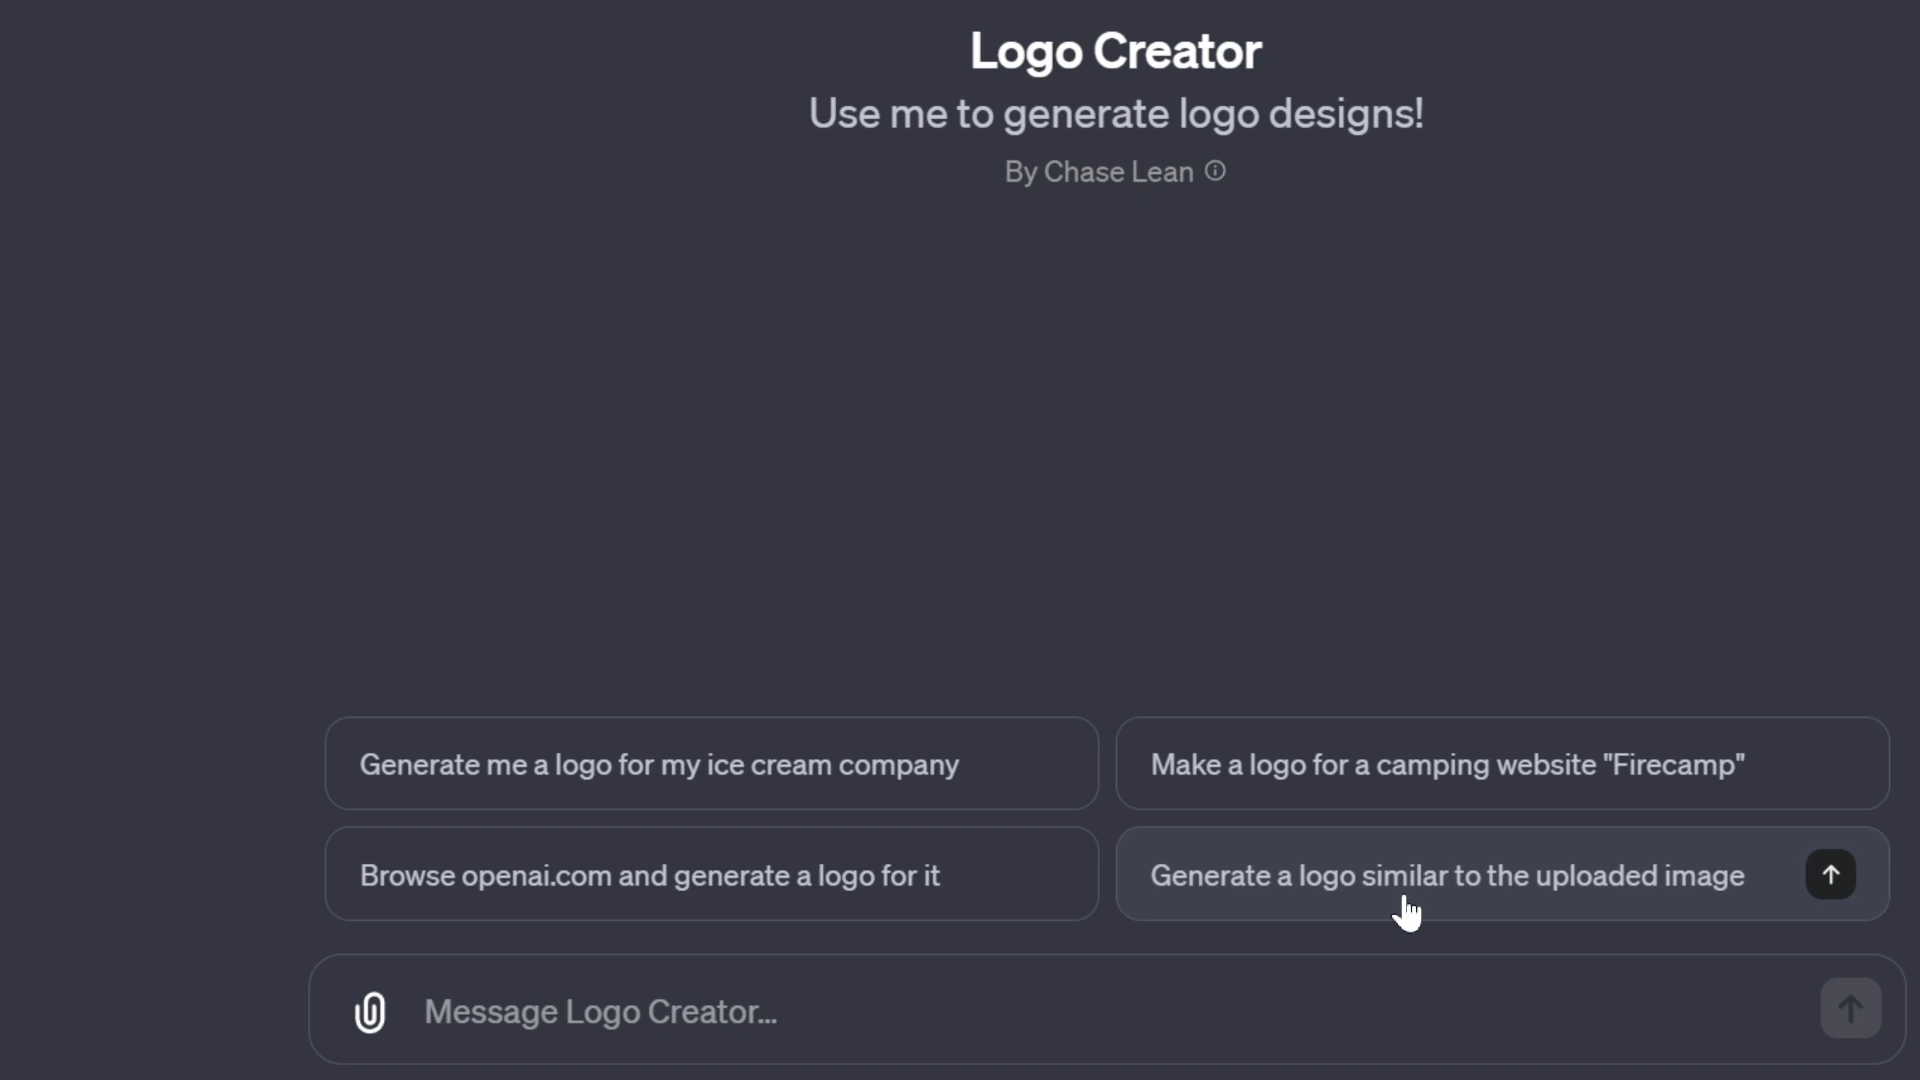 Logo Creator
Use me to generate logo designs!
By Chase Lean
Generate me a logo for my ice cream company
Make a logo for a camping website "Firecamp"
Browse openai.com and generate a logo for it
Generate a logo similar to the uploaded image
Message Logo Creator...